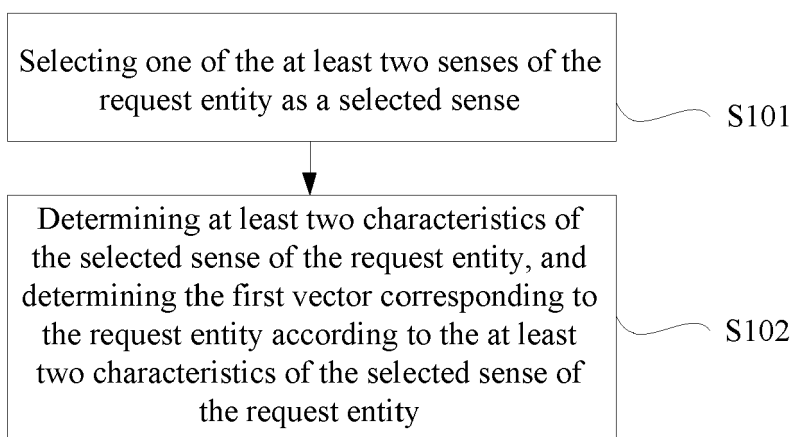 Selecting one of the at least two senses of the
request entity as a selected sense
S101
Determining at least two characteristics of
the selected sense of the request entity, and
determining the first vector corresponding to
the request entity according to the at least
two characteristics of the selected sense of
the request entity
S102